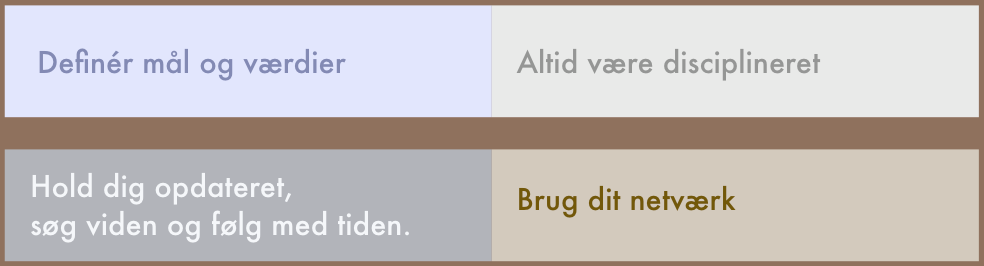 Definér mål og værdier
Altid være disciplineret
Hold dig opdateret,
søg viden og følg med tiden.
Brug dit netværk